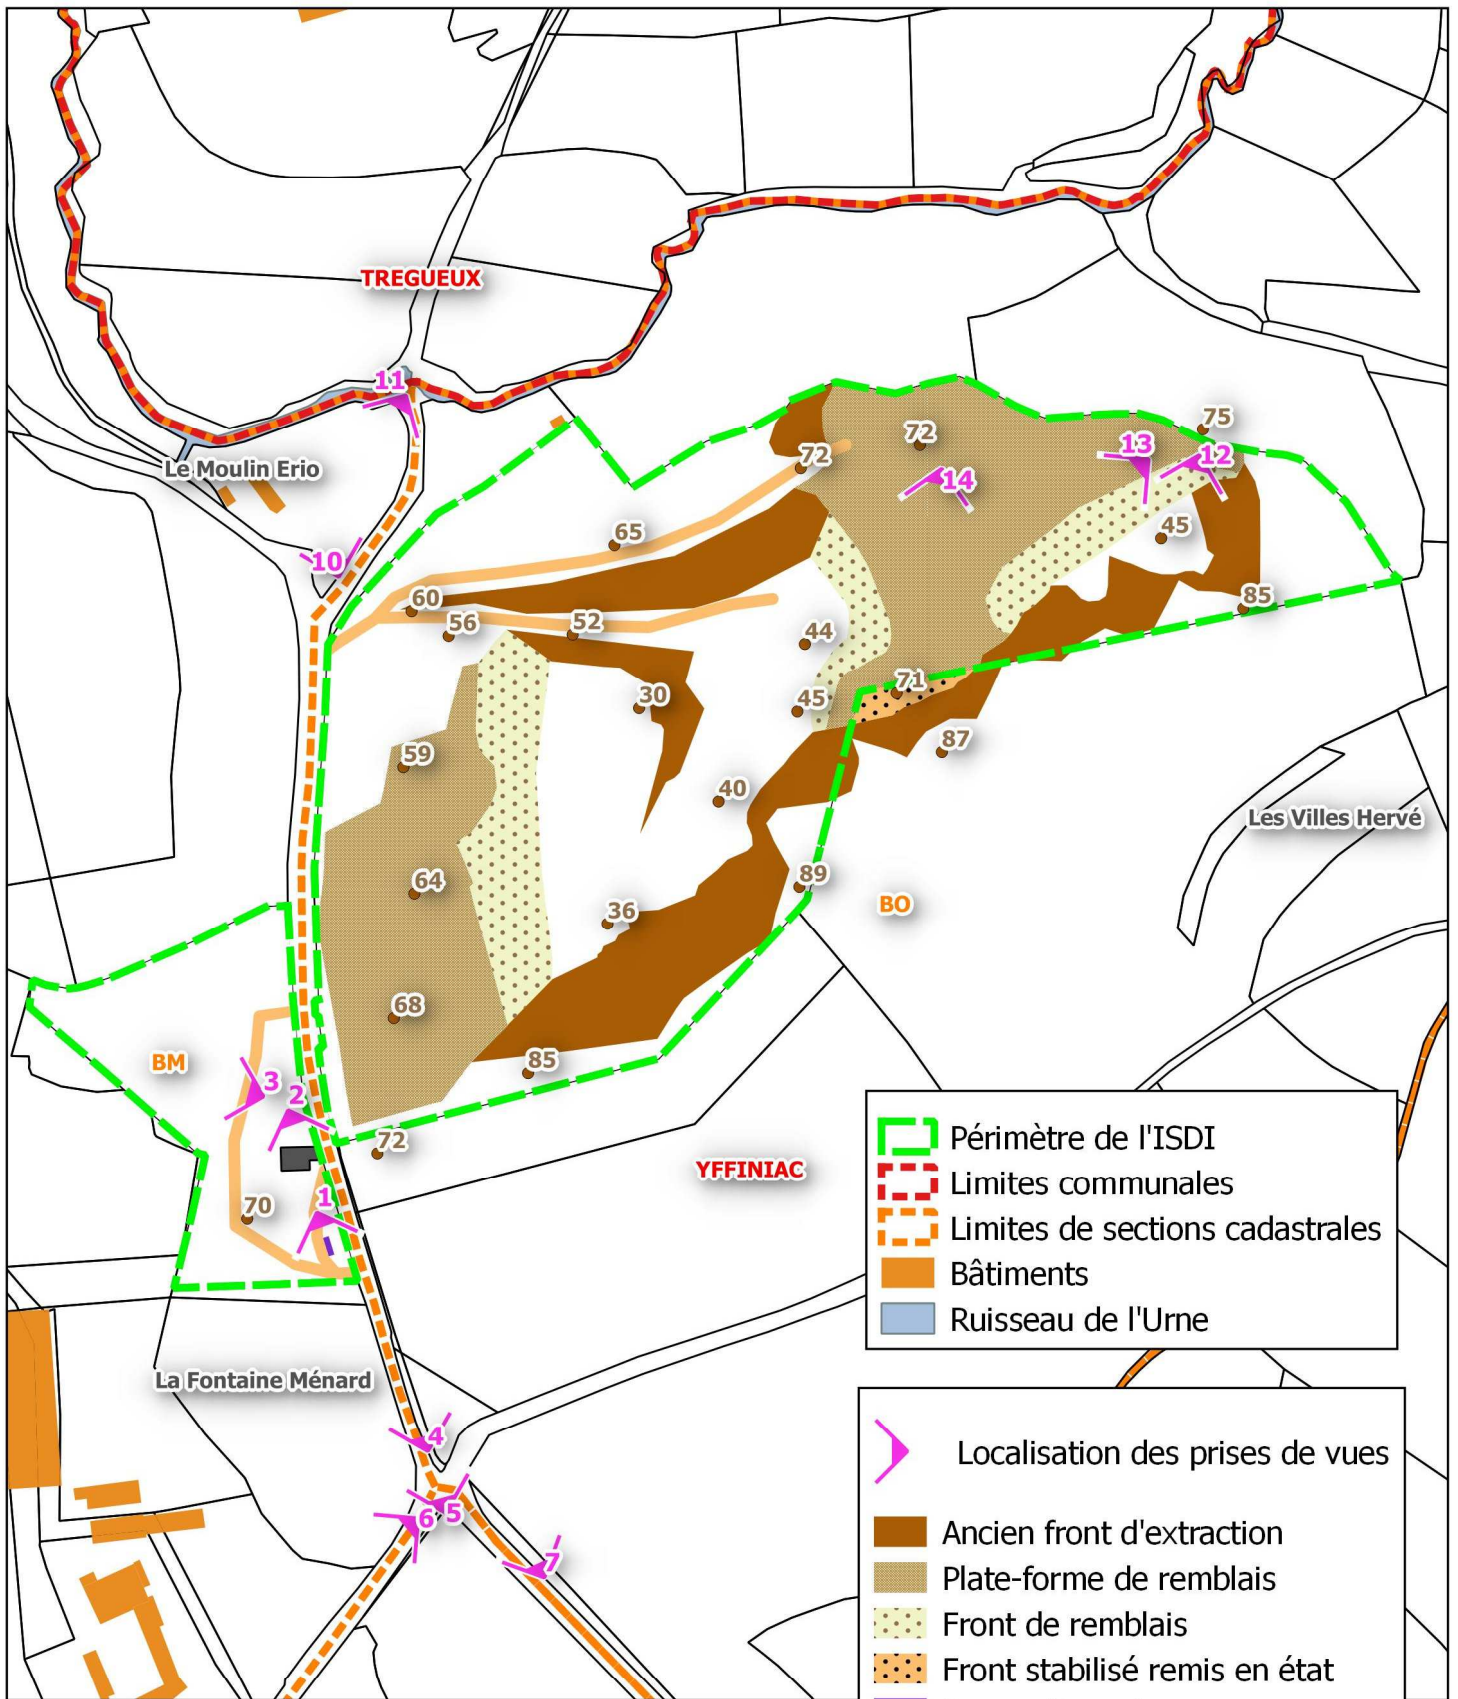 TREGUEUX
11
75
72
13
12
Le Moulin Erio
72
14
65
45
10
60
85
56
52
44
71
30
45
87
59
40
Les Villes Hervé
64
89
BO
36
68
BM
85
3
2
72
Périmètre de l'ISDI
YFFINIAC
Limites communales
1
70
Limites de sections cadastrales
Bâtiments
Ruisseau de l'Urne
La Fontaine Ménard
4
Localisation des prises de vues
5
6
Ancien front d'extraction
7
Plate-forme de remblais
Front de remblais
Front stabilisé remis en état